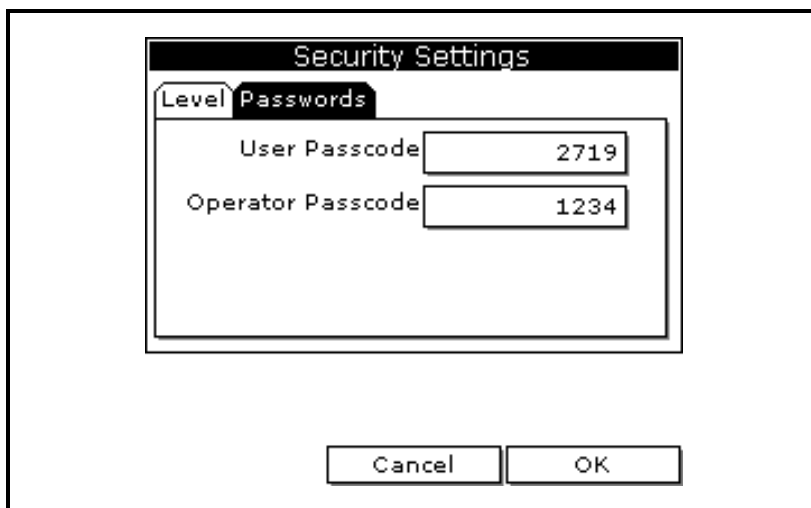 Security Settings
Level Passwords
User Passcode 2719
Operator Passcode 1234
Cancel OK